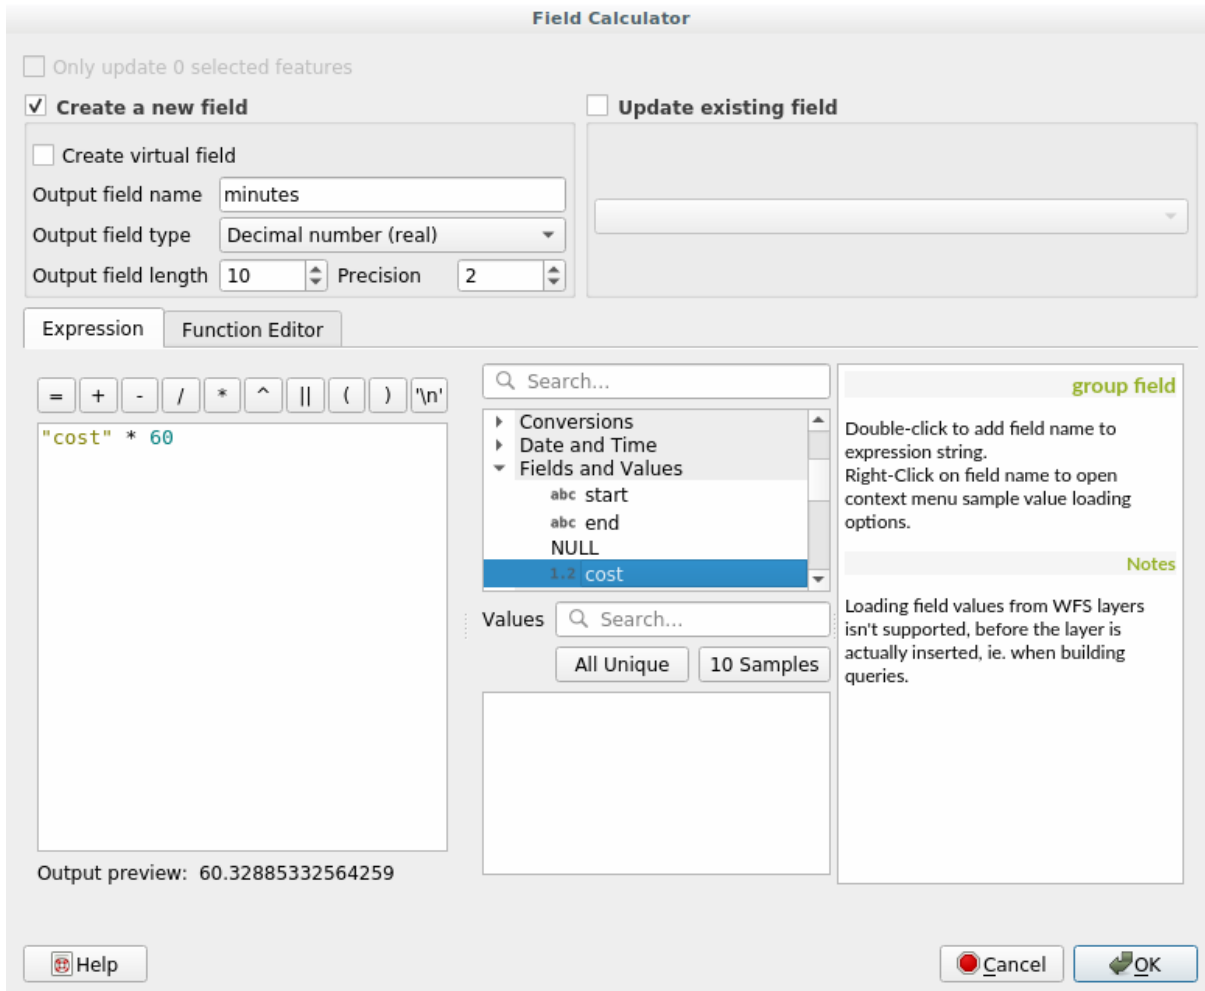 Field Calculator
Only update 0 selected features
Create a new field
Update existing field
Create virtual field
Output field name minutes
Output field type Decimal number (real)
Output field length 10 Precision 2
Expression Function Editor
= + - / * ^ || ( ) '\n'
"cost" * 60
Output preview: 60.32885332564259
Search...
Conversions
Date and Time
Fields and Values
abc start
abc end
NULL
1.2 cost
Values Search...
All Unique 10 Samples
group field
Double-click to add field name to
expression string.
Right-Click on field name to open
context menu sample value loading
options.
Notes
Loading field values from WFS layers
isn't supported, before the layer is
actually inserted, ie. when building
queries.
Help Cancel OK